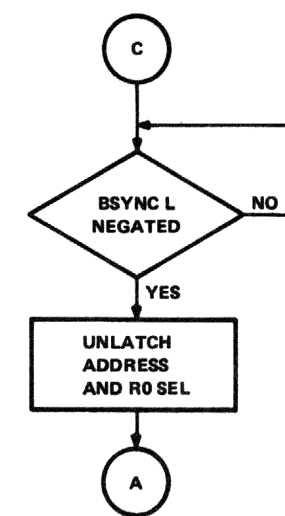 C
BSYNC L
NEGATED
NO
YES
UNLATCH
ADDRESS
AND R0 SEL
A